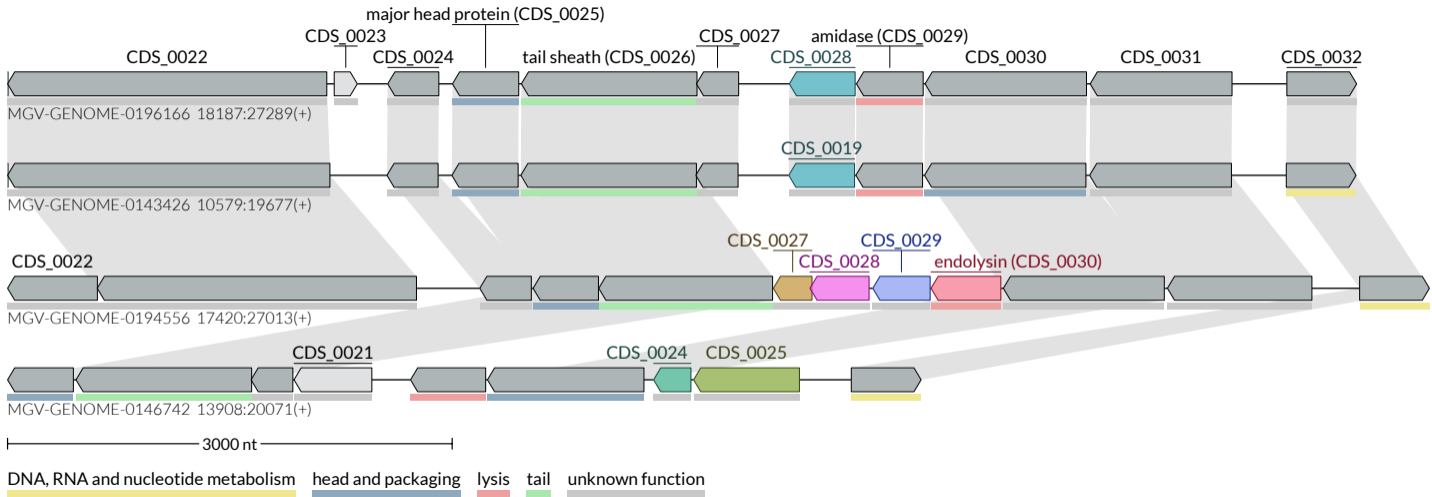 major head protein (CDS_0025)
CDS_0023 CDS_0027 amidase (CDS_0029)
CDS_0022 CDS_0024 tail sheath (CDS_0026) CDS_0028 CDS_0030 CDS_0031 CDS_0032
MGV-GENOME-0196166 18187:27289(+)
CDS_0019
MGV-GENOME-0143426 10579:19677(+)
CDS_0027 CDS_0029
CDS_0022 CDS_0028 endolysin (CDS_0030)
MGV-GENOME-0194556 17420:27013(+)
CDS_0021 CDS_0024 CDS_0025
MGV-GENOME-0146742 13908:20071(+)
3000 nt
DNA, RNA and nucleotide metabolism head and packaging lysis tail unknown function